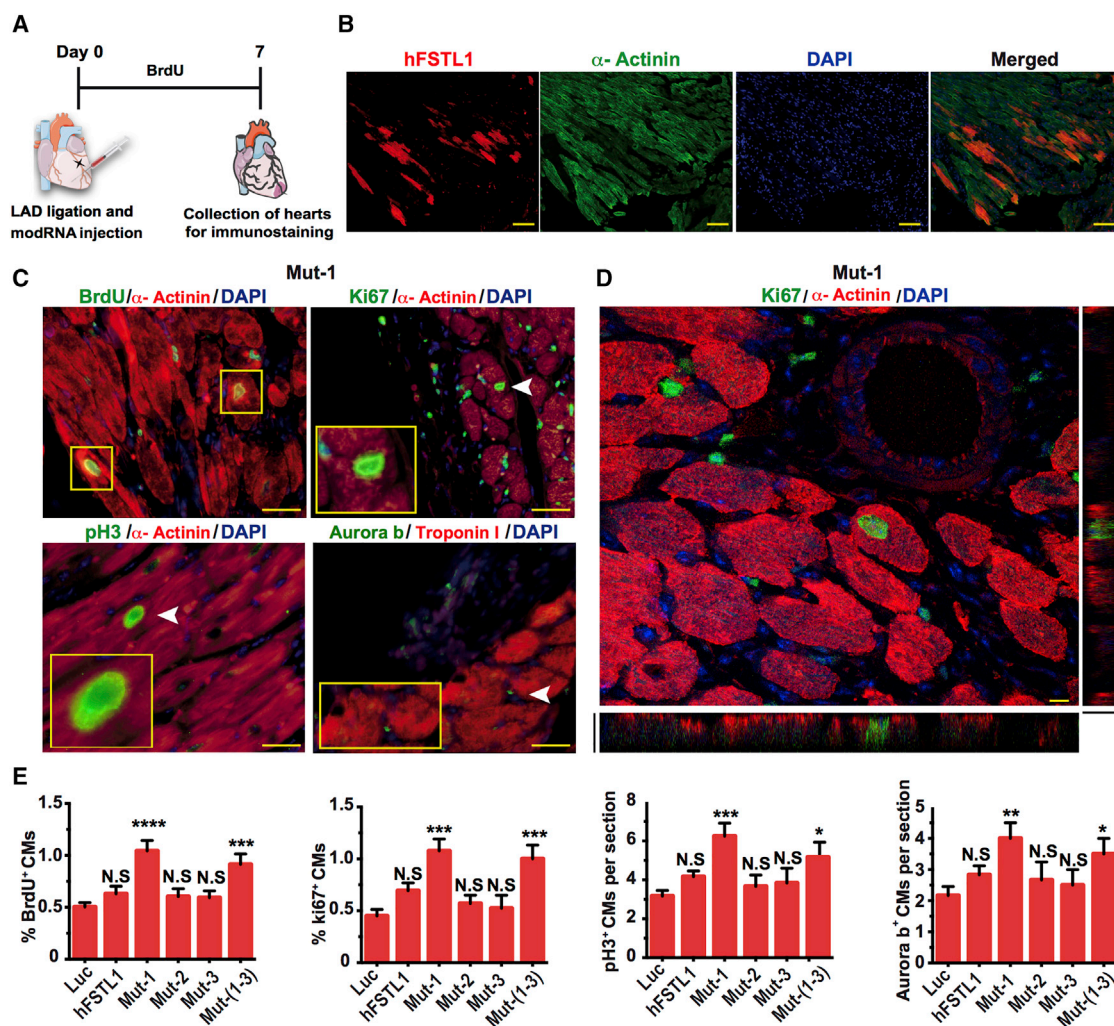 A
Day 0
7
BrdU
LAD ligation and
modRNA injection
Collection of hearts
for immunostaining
B
hFSTL1
α- Actinin
DAPI
Merged
C
Mut-1
BrdU/α- Actinin/DAPI
Ki67/α- Actinin/DAPI
pH3/α- Actinin/DAPI
Aurora b/ Troponin I /DAPI
D
Mut-1
Ki67/ α- Actinin /DAPI
E
% BrdU+ CMs
1.5
1.0
0.5
0
N.S
****
N.S
N.S
***
Luc
hFSTL1
Mut-1
Mut-2
Mut-3
Mut-(1-3)
% ki67+ CMs
1.5
1.0
0.5
0
N.S
***
N.S
N.S
***
Luc
hFSTL1
Mut-1
Mut-2
Mut-3
Mut-(1-3)
pH3+ CMs per section
8
6
4
2
0
N.S
***
N.S
N.S
*
Luc
hFSTL1
Mut-1
Mut-2
Mut-3
Mut-(1-3)
Aurora b+ CMs per section
5
4
3
2
1
0
N.S
**
N.S
N.S
*
Luc
hFSTL1
Mut-1
Mut-2
Mut-3
Mut-(1-3)